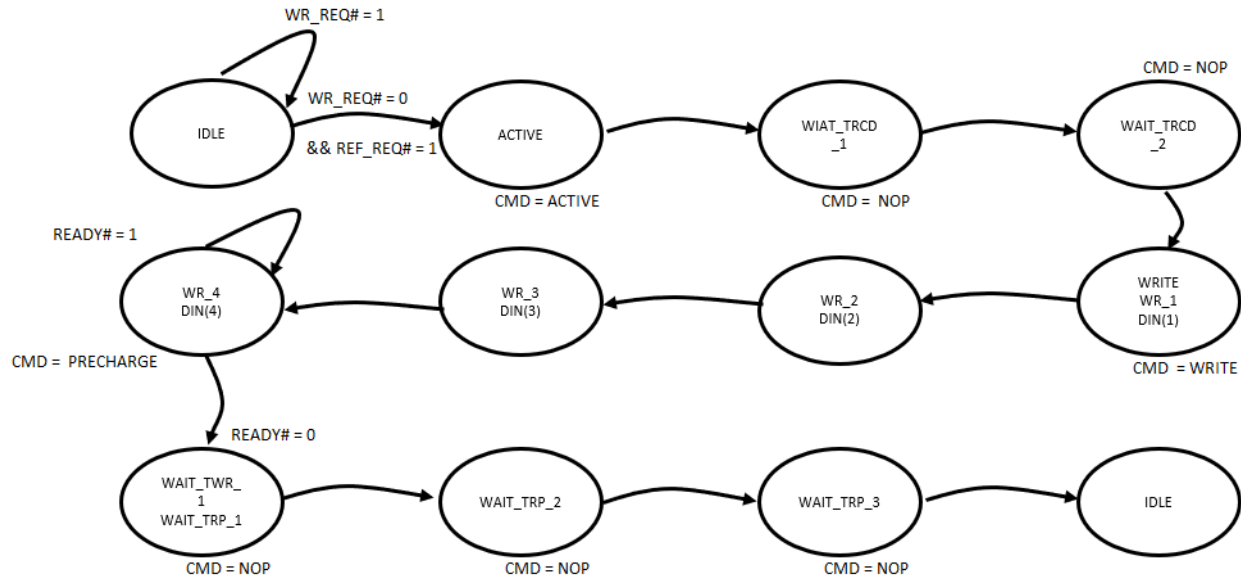 WR_REQ# = 1
CMD = NOP
IDLE
WR_REQ# = 0
&& REF_REQ# = 1
ACTIVE
CMD = ACTIVE
WIAT_TRCD
_1
CMD = NOP
WAIT_TRCD
_2
READY# = 1
WR_4
DIN(4)
CMD = PRECHARGE
WR_3
DIN(3)
WR_2
DIN(2)
WRITE
WR_1
DIN(1)
CMD = WRITE
READY# = 0
WAIT_TWR_
1
WAIT_TRP_1
CMD = NOP
WAIT_TRP_2
CMD = NOP
WAIT_TRP_3
CMD = NOP
IDLE